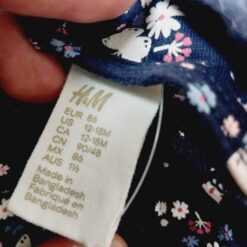 H&M
EUR 86
US 12-18M
CA 12-18M
CN 90/48
MX 86
AUS 1½
Made in
Bangladesh
Fabriqué en
Bangladesh